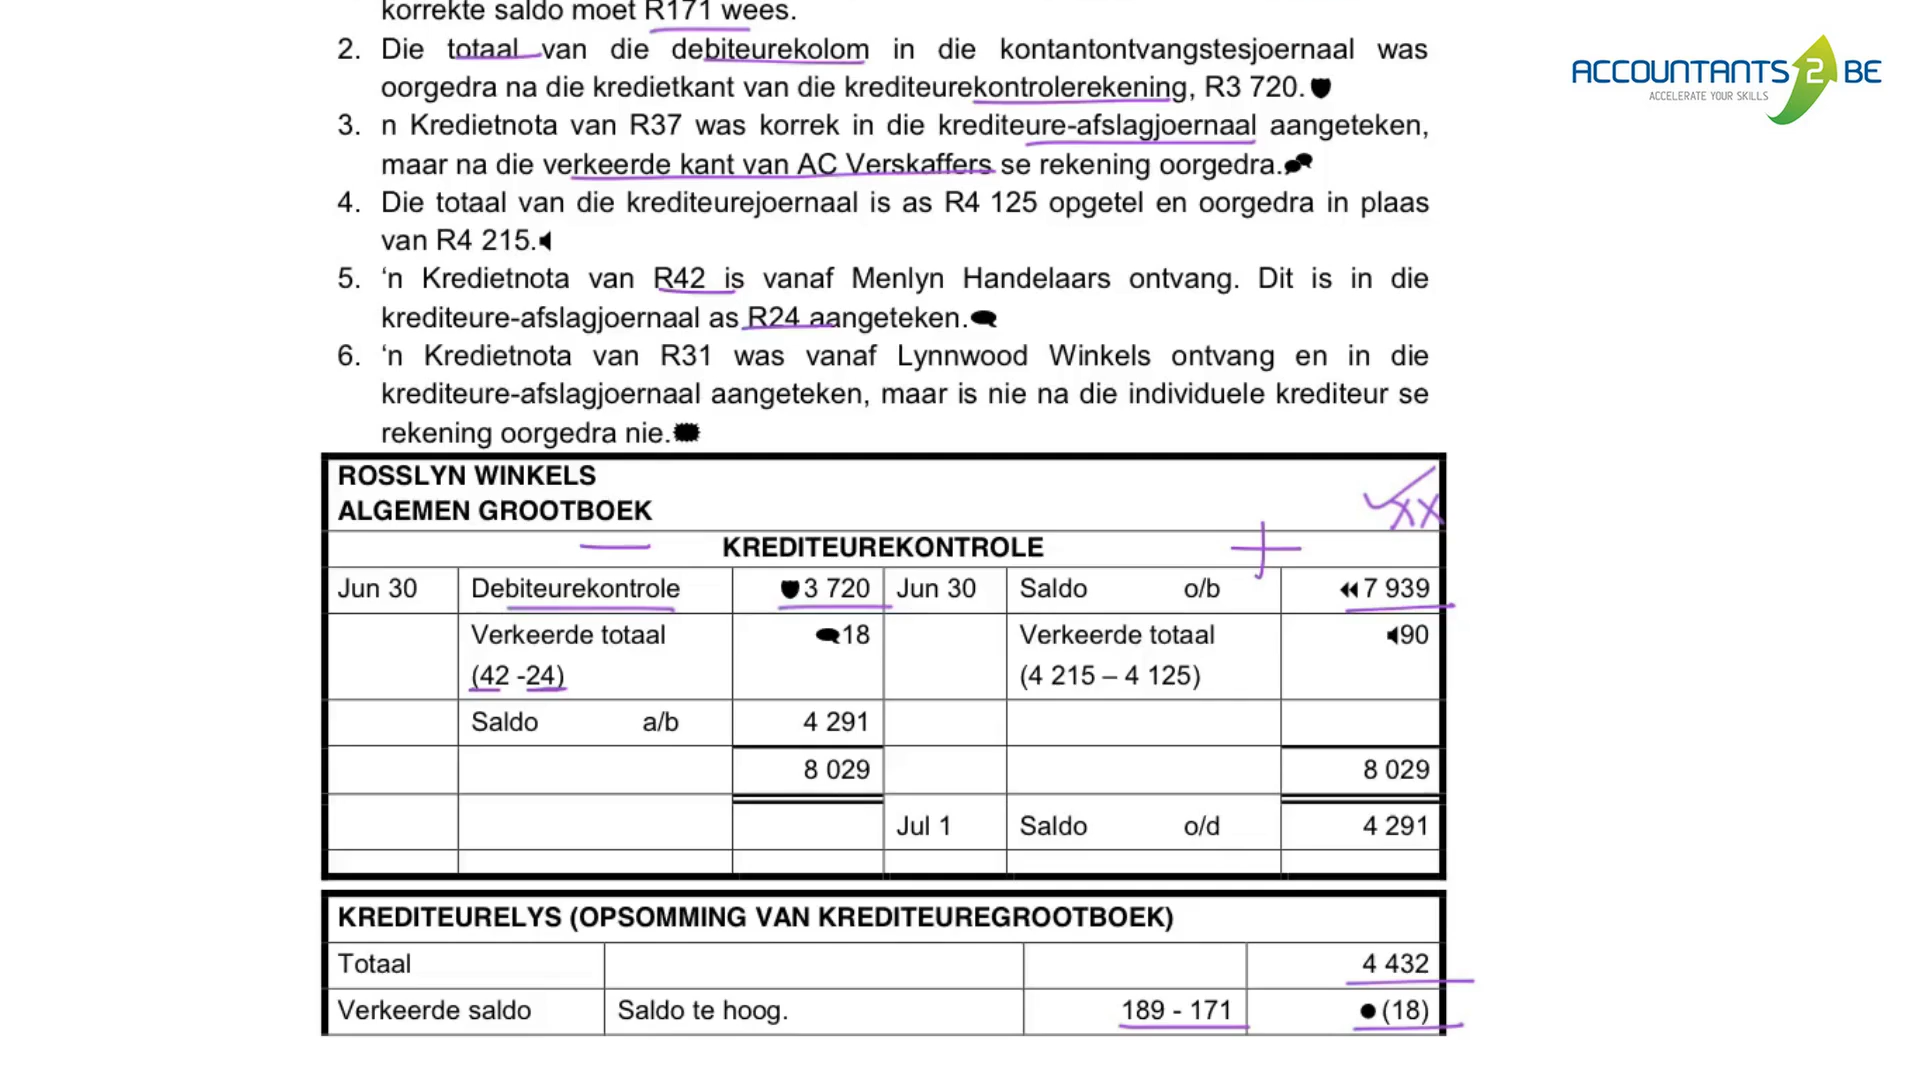 korrekte saldo moet R171 wees.
ACCOUNTANTS 2 BE
ACCELERATE YOUR SKILLS
2. Die totaal van die debiteurekolom in die kontantontvangstesjoernaal was
oorgedra na die kredietkant van die krediteurekontrolerekening, R3 720.
3. n Kredietnota van R37 was korrek in die krediteure-afslagjoernaal aangeteken,
maar na die verkeerde kant van AC Verskaffers se rekening oorgedra.
4. Die totaal van die krediteurejoernaal is as R4 125 opgetel en oorgedra in plaas
van R4 215.
5. ‘n Kredietnota van R42 is vanaf Menlyn Handelaars ontvang. Dit is in die
krediteure-afslagjoernaal as R24 aangeteken.
6. ‘n Kredietnota van R31 was vanaf Lynnwood Winkels ontvang en in die
krediteure-afslagjoernaal aangeteken, maar is nie na die individuele krediteur se
rekening oorgedra nie.
ROSSLYN WINKELS
ALGEMEN GROOTBOEK
XX
— KREDITEUREKONTROLE +
Jun 30 Debiteurekontrole 3 720 Jun 30 Saldo o/b 7 939
Verkeerde totaal 18 Verkeerde totaal 90
(42 -24) (4 215 – 4 125)
Saldo a/b 4 291
8 029 8 029
Jul 1 Saldo o/d 4 291
KREDITEURELYS (OPSOMMING VAN KREDITEUREGROOTBOEK)
Totaal 4 432
Verkeerde saldo Saldo te hoog. 189 - 171 (18)